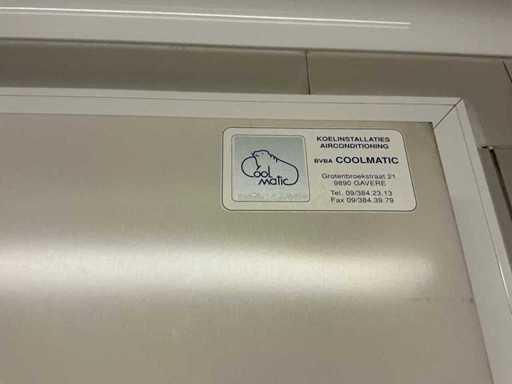 KOELINSTALLATIES
AIRCONDITIONING
BVBA COOLMATIC
Grotenbroekstraat 21
9890 GAVERE
Tel. 09/384.23.13
Fax 09/384.39.79
Cool
matic